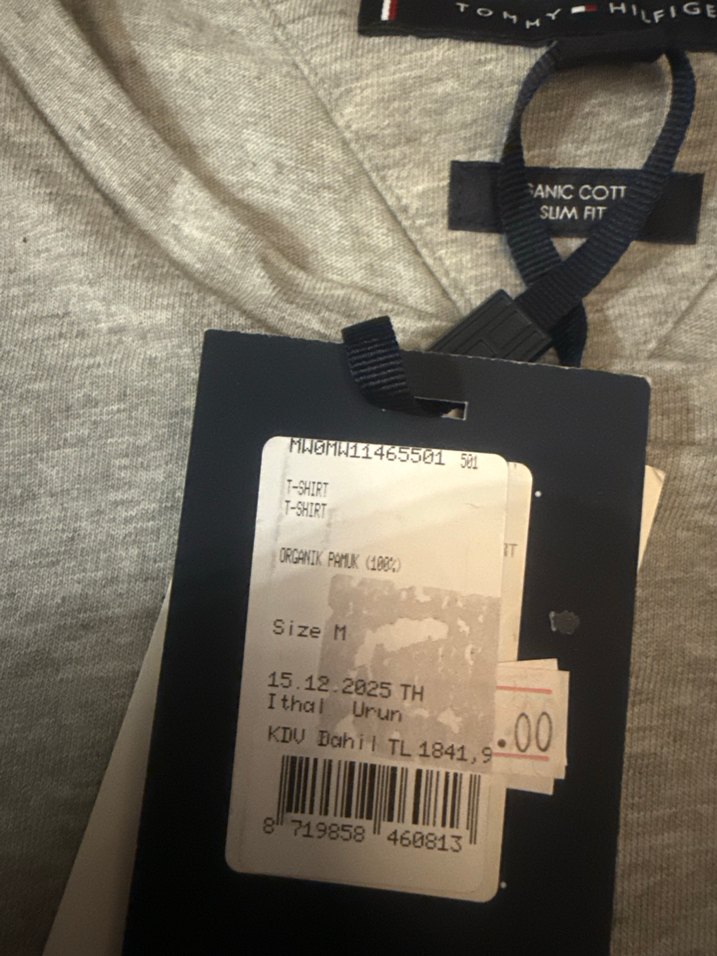 TOMMY HILFIGE
ANIC COTT
SLIM FIT
MW0MW11465501 501
T-SHIRT
T-SHIRT
RT
ORGANIK PAMUK (100%)
Size M
15.12.2025 TH
Ithal Urun
.00
KDV Dahil TL 1841,9
8 719858 460813